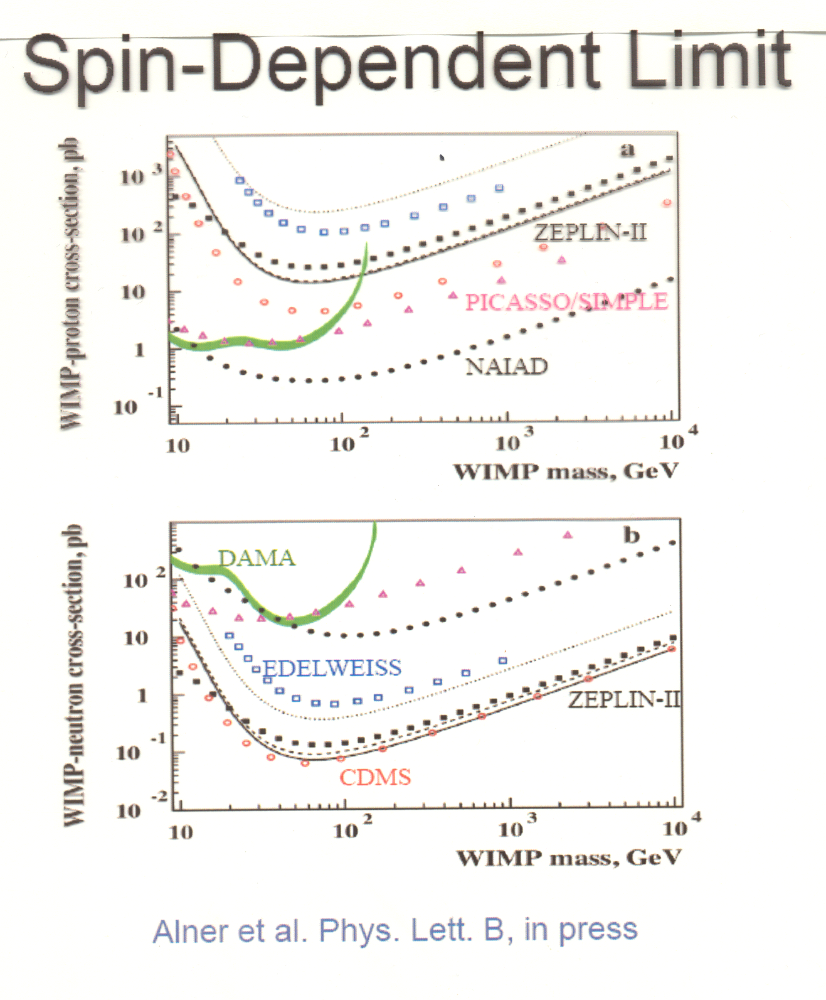 Spin-Dependent Limit
WIMP-proton cross-section, pb
a
10 3
10 2
10
1
10 -1
ZEPLIN-II
PICASSO/SIMPLE
NAIAD
10
10 2
10 3
10 4
WIMP mass, GeV
WIMP-neutron cross-section, pb
b
DAMA
10 2
10
1
10 -1
10 -2
EDELWEISS
ZEPLIN-II
CDMS
10
10 2
10 3
10 4
WIMP mass, GeV
Alner et al. Phys. Lett. B, in press